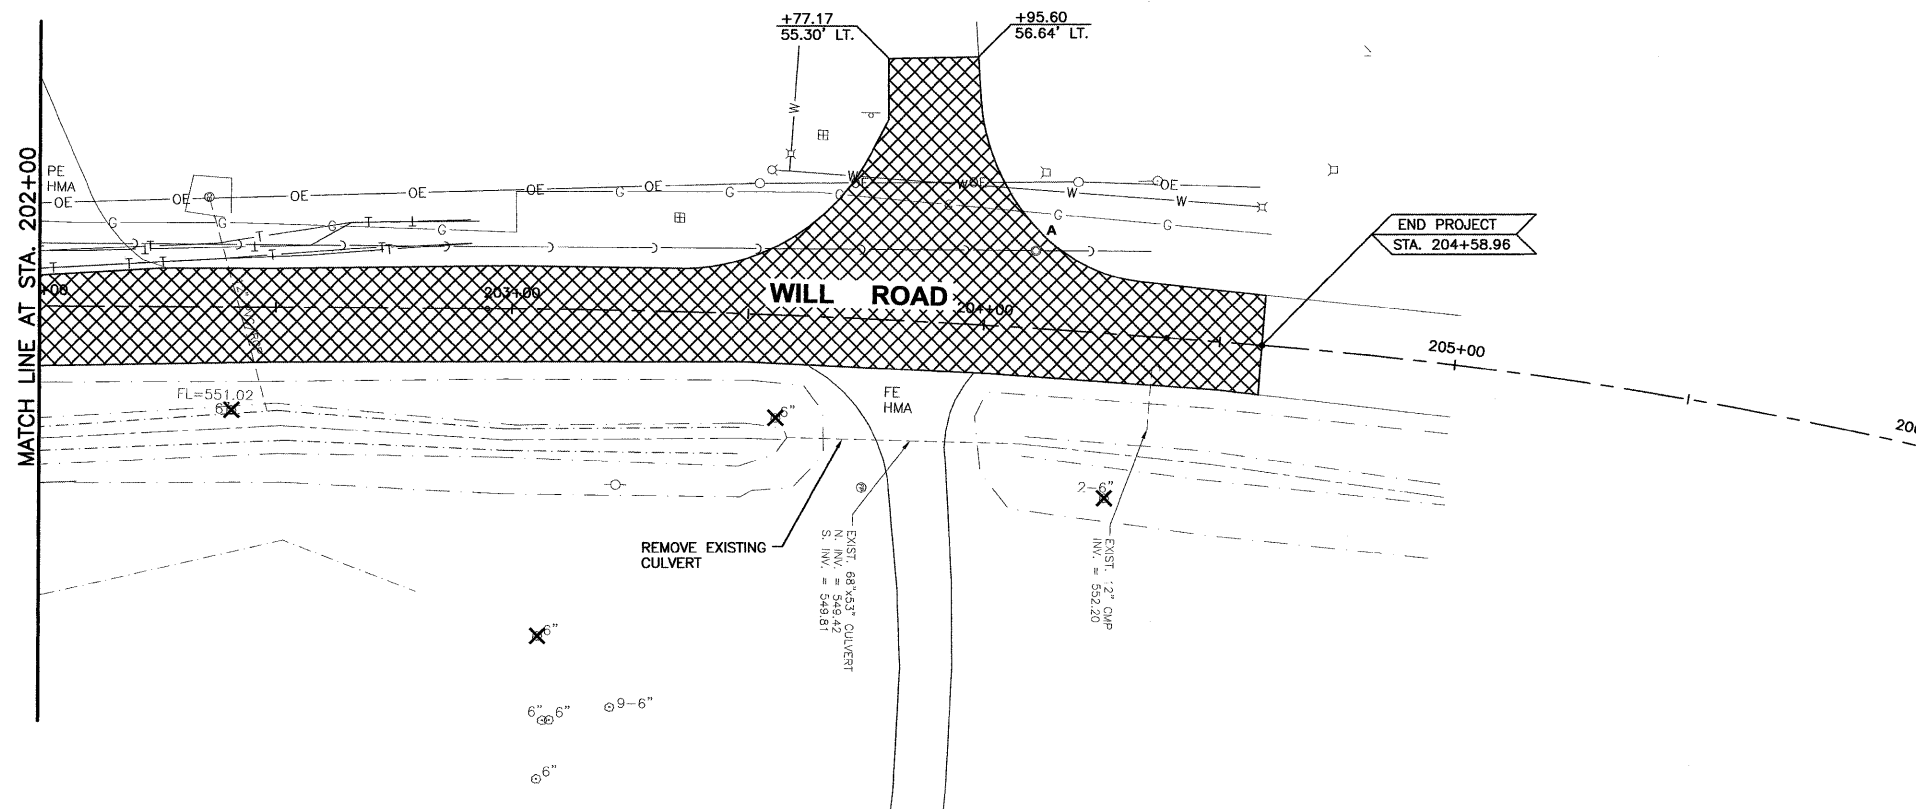 +77.17
55.30' LT.
+95.60
56.64' LT.
W
MATCH LINE AT STA. 202+00
PE
HMA
OE
OE
OE
OE
OE
OE
OE
OE
OE
W
W
W
W
G
G
G
G
G
G
G
G
G
G
T
T
T
T
T
T
T
T
T
A
END PROJECT
STA. 204+58.96
+00
203+00
WILL ROAD
204+00
205+00
FL=551.02
6"
6"
FE
HMA
2-6"
REMOVE EXISTING
CULVERT
EXIST. 68"x53" CULVERT
N. INV. = 549.42
S. INV. = 549.81
EXIST. 12" CMP
INV. = 552.20
6"
6" 6"
9-6"
6"